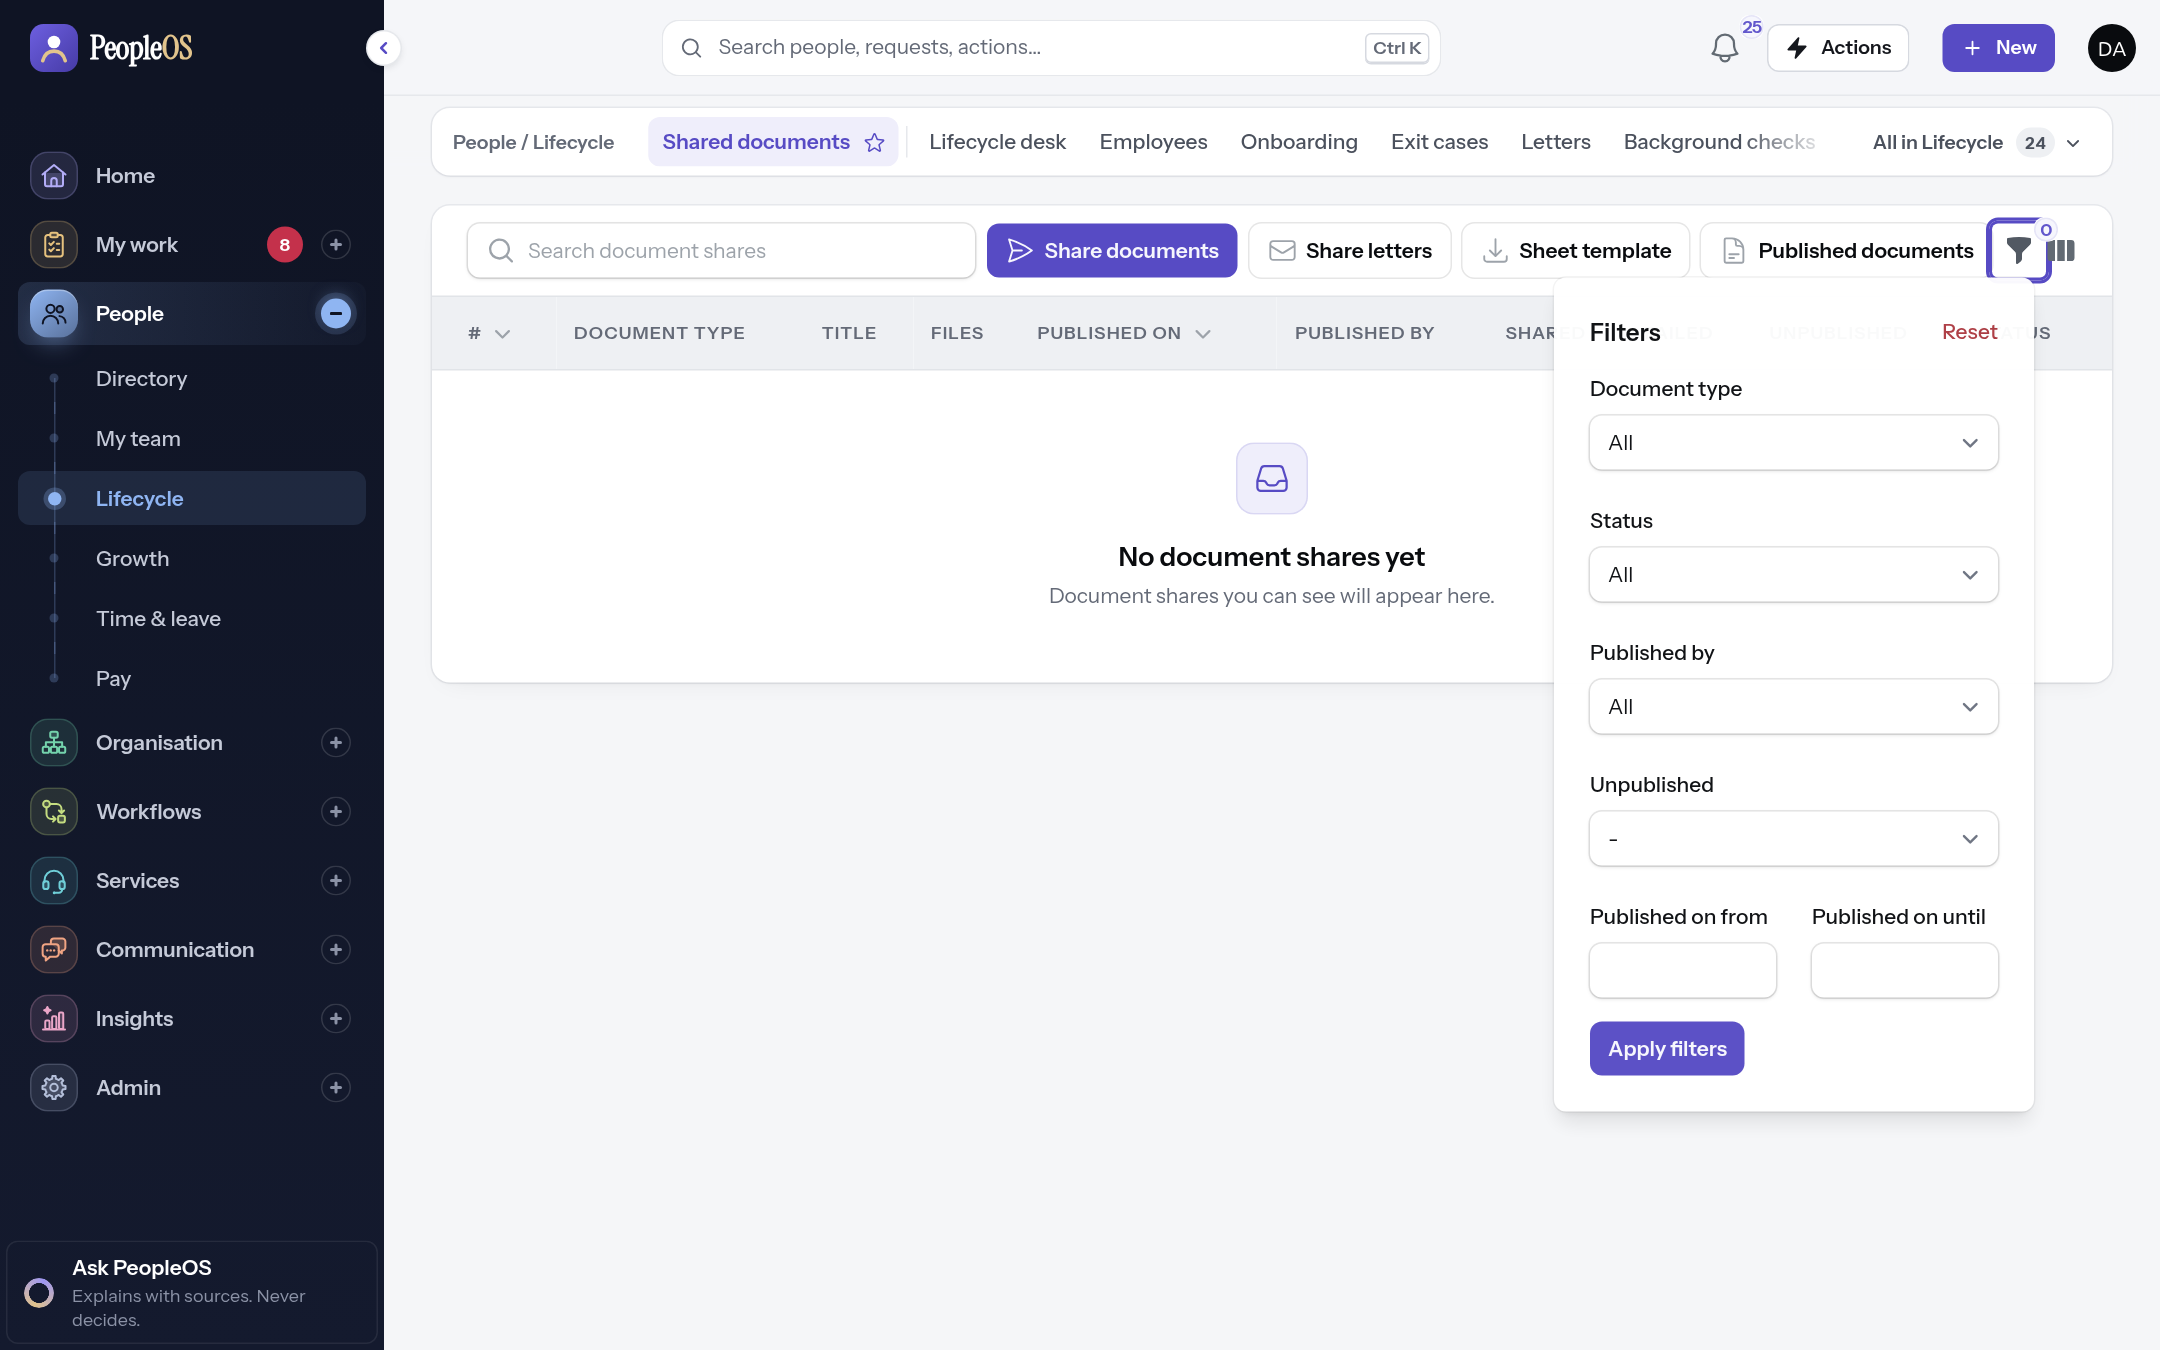 PeopleOS
Search people, requests, actions...
Ctrl K
25
Actions
New
DA
Home
My work
8
People
Directory
My team
Lifecycle
Growth
Time & leave
Pay
Organisation
Workflows
Services
Communication
Insights
Admin
Ask PeopleOS
Explains with sources. Never
decides.
People / Lifecycle
Shared documents
Lifecycle desk
Employees
Onboarding
Exit cases
Letters
Background checks
All in Lifecycle
24
Search document shares
Share documents
Share letters
Sheet template
Published documents
0
#
DOCUMENT TYPE
TITLE
FILES
PUBLISHED ON
PUBLISHED BY
UNPUBLISHED
No document shares yet
Document shares you can see will appear here.
Filters
Reset
Document type
All
Status
All
Published by
All
Unpublished
-
Published on from
Published on until
Apply filters